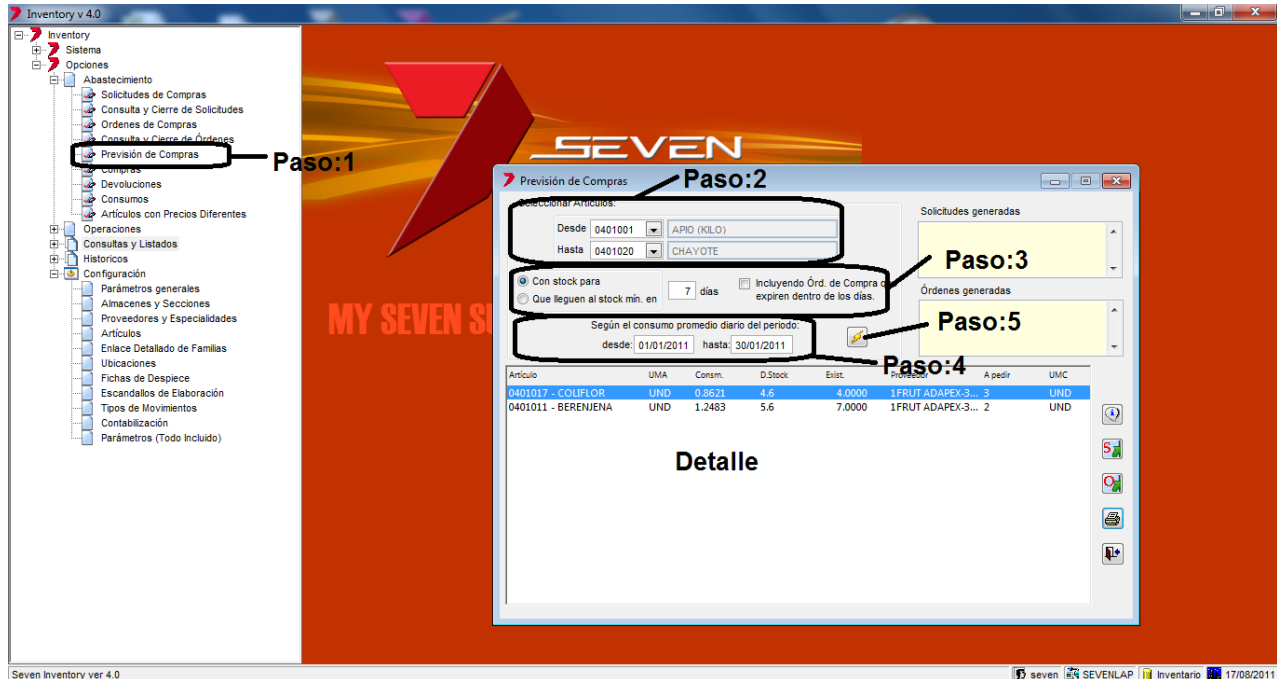 Inventory v 4.0
Inventory
Sistema
Opciones
Abastecimiento
Solicitudes de Compras
Consulta y Cierre de Solicitudes
Ordenes de Compras
Consulta y Cierre de Órdenes
Previsión de Compras
Compras
Devoluciones
Consumos
Artículos con Precios Diferentes
Operaciones
Consultas y Listados
Historicos
Configuración
Parámetros generales
Almacenes y Secciones
Proveedores y Especialidades
Artículos
Enlace Detallado de Familias
Ubicaciones
Fichas de Despiece
Escandallos de Elaboración
Tipos de Movimientos
Contabilización
Parámetros (Todo Incluido)
Paso:1
SEVEN
MY SEVEN
Previsión de Compras
Paso:2
Seleccionar Artículos:
Desde 0401001 APIO (KILO)
Hasta 0401020 CHAYOTE
Solicitudes generadas
Paso:3
Con stock para
Que lleguen al stock mín. en
7 días
Incluyendo Órd. de Compra
expiren dentro de los días.
Órdenes generadas
Según el consumo promedio diario del periodo:
desde: 01/01/2011 hasta: 30/01/2011
Paso:5
Paso:4
Artículo UMA Consm. D.Stock Exist. Proveedor A pedir UMC
0401017 - COLIFLOR UND 0.8621 4.6 4.0000 1FRUT ADAPEX-3... 3 UND
0401011 - BERENJENA UND 1.2483 5.6 7.0000 1FRUT ADAPEX-3... 2 UND
Detalle
Seven Inventory ver 4.0
seven SEVENLAP Inventario 17/08/2011